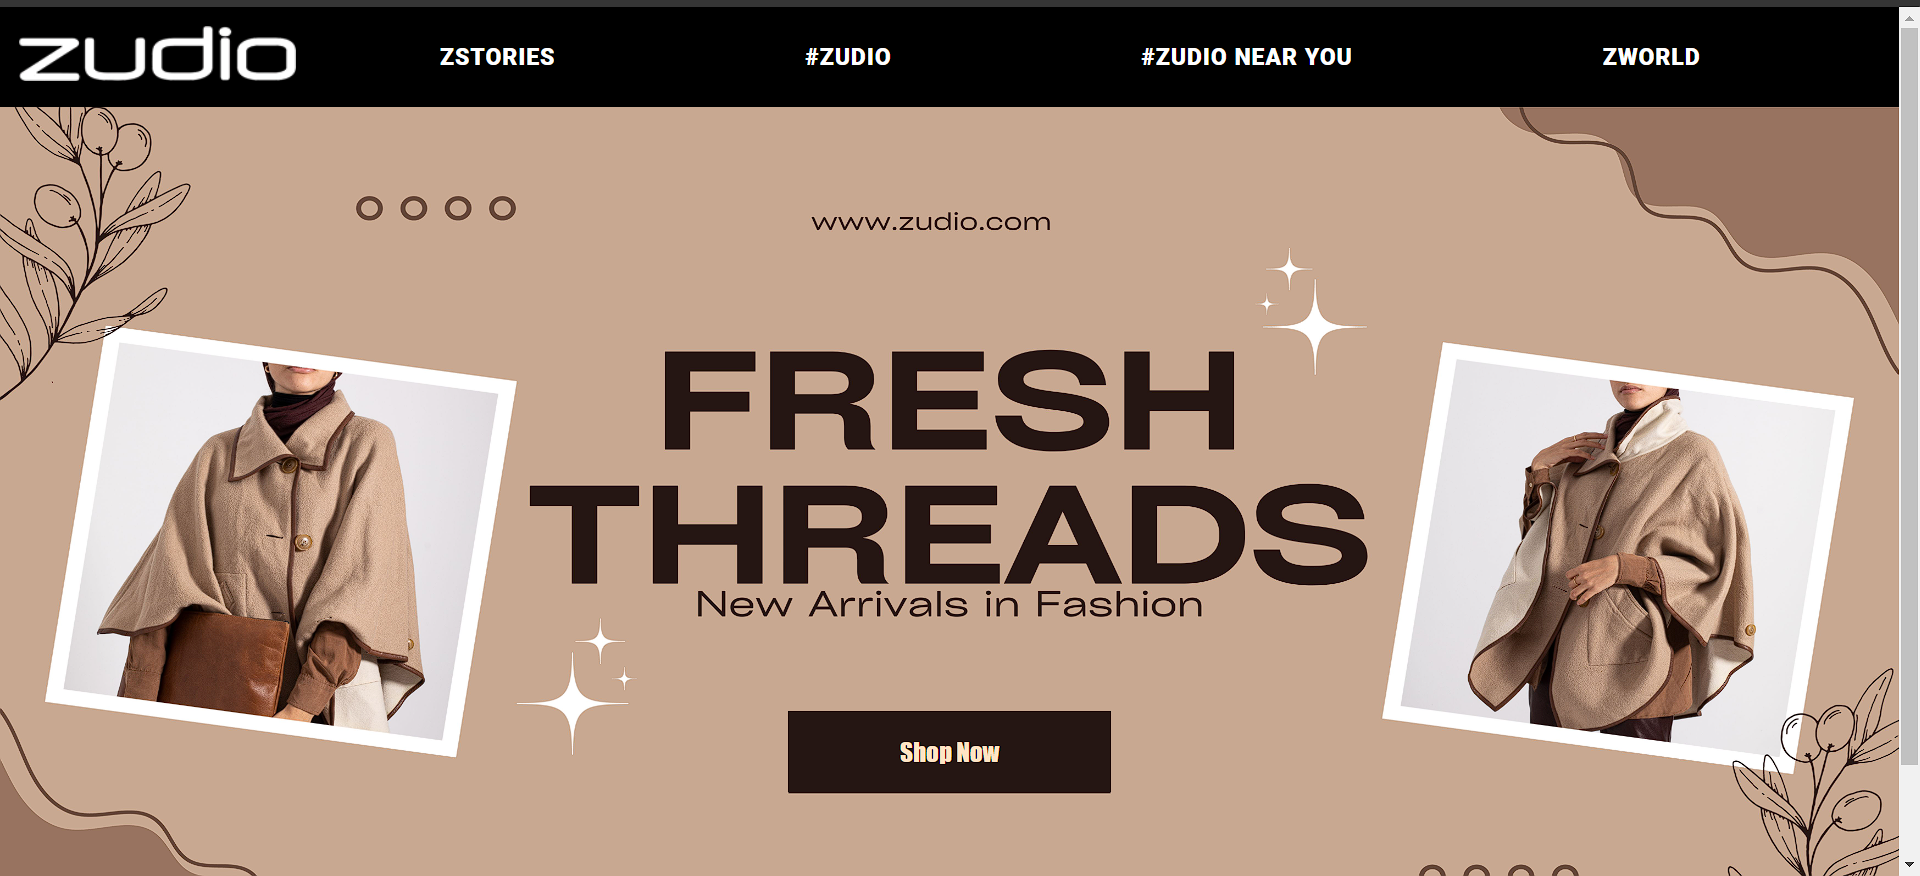 zudio
ZSTORIES
#ZUDIO
#ZUDIO NEAR YOU
ZWORLD
www.zudio.com
FRESH
THREADS
New Arrivals in Fashion
Shop Now